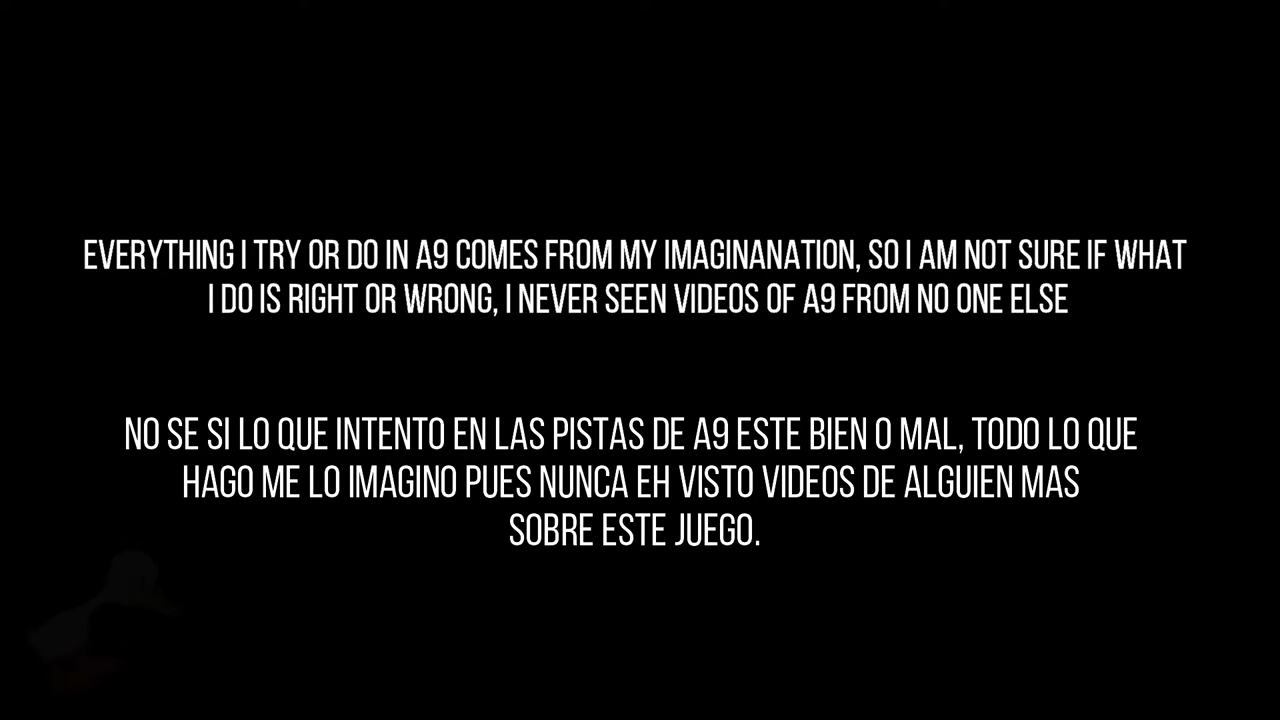 EVERYTHING I TRY OR DO IN A9 COMES FROM MY IMAGINANATION, SO I AM NOT SURE IF WHAT
I DO IS RIGHT OR WRONG, I NEVER SEEN VIDEOS OF A9 FROM NO ONE ELSE
NO SE SI LO QUE INTENTO EN LAS PISTAS DE A9 ESTE BIEN O MAL, TODO LO QUE
HAGO ME LO IMAGINO PUES NUNCA EH VISTO VIDEOS DE ALGUIEN MAS
SOBRE ESTE JUEGO.